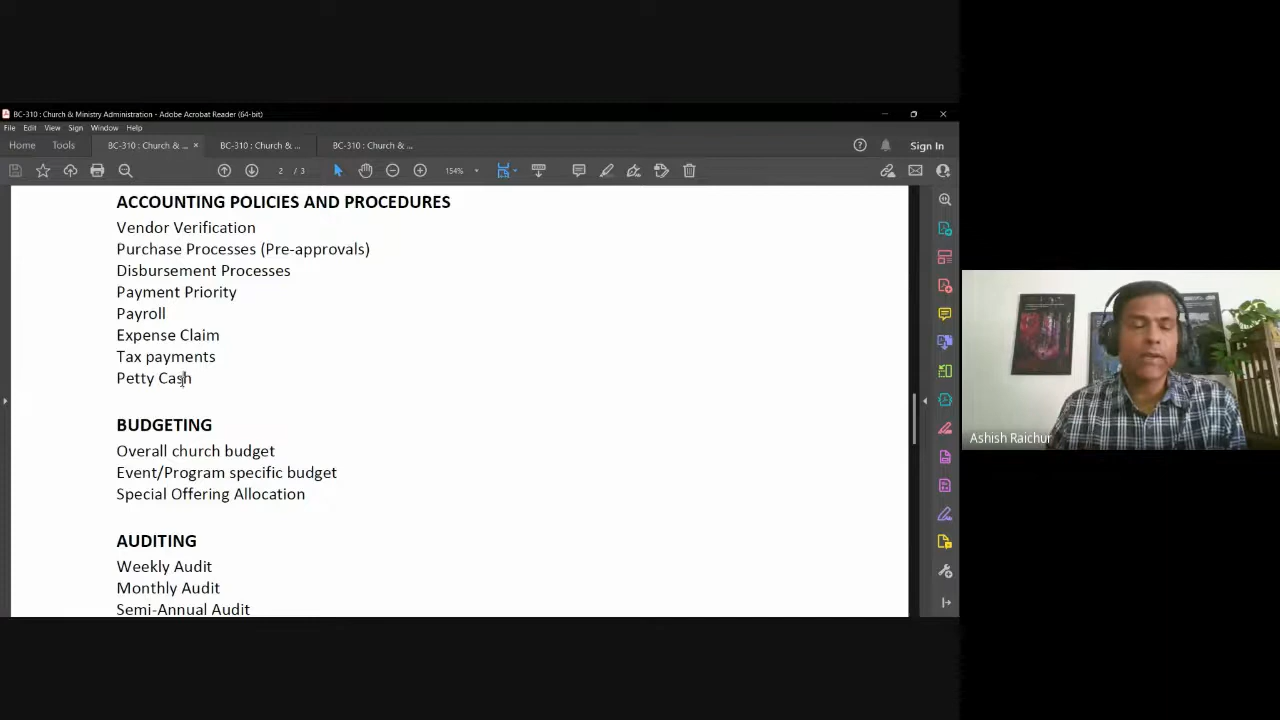 BC-310 : Church & Ministry Administration - Adobe Acrobat Reader (64-bit)
File Edit View Sign Window Help
Home Tools BC-310 : Church & ... × BC-310 : Church & ... BC-310 : Church & ... Sign In
2 / 3 154%
ACCOUNTING POLICIES AND PROCEDURES
Vendor Verification
Purchase Processes (Pre-approvals)
Disbursement Processes
Payment Priority
Payroll
Expense Claim
Tax payments
Petty Cash
BUDGETING
Overall church budget
Event/Program specific budget
Special Offering Allocation
AUDITING
Weekly Audit
Monthly Audit
Semi-Annual Audit
Ashish Raichur